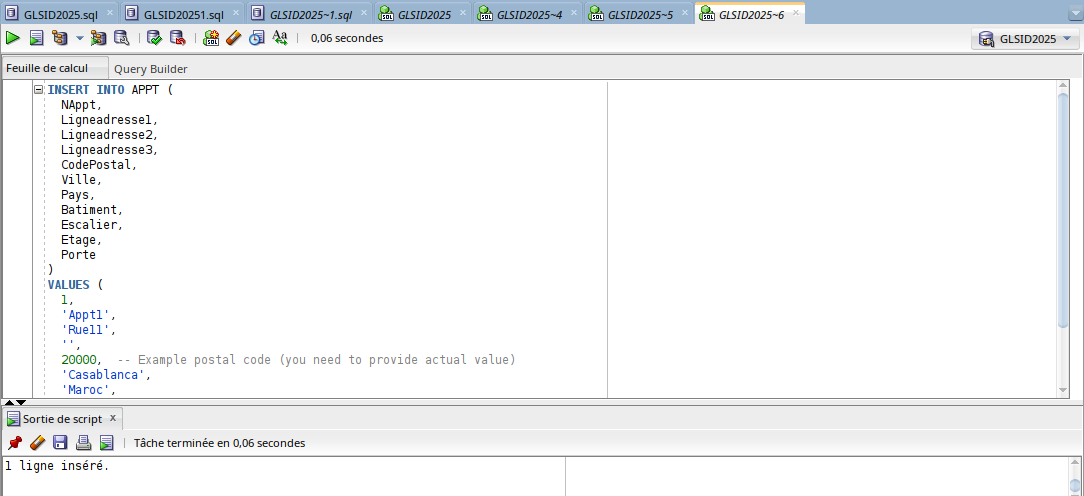 GLSID2025.sql GLSID20251.sql GLSID2025~1.sql GLSID2025 GLSID2025~4 GLSID2025~5 GLSID2025~6
0,06 secondes GLSID2025
Feuille de calcul Query Builder
INSERT INTO APPT (
NAppt,
Ligneadresse1,
Ligneadresse2,
Ligneadresse3,
CodePostal,
Ville,
Pays,
Batiment,
Escalier,
Etage,
Porte
)
VALUES (
1,
'Appt1',
'Rue11',
'',
20000, -- Example postal code (you need to provide actual value)
'Casablanca',
'Maroc',
Sortie de script x
Tâche terminée en 0,06 secondes
1 ligne inséré.